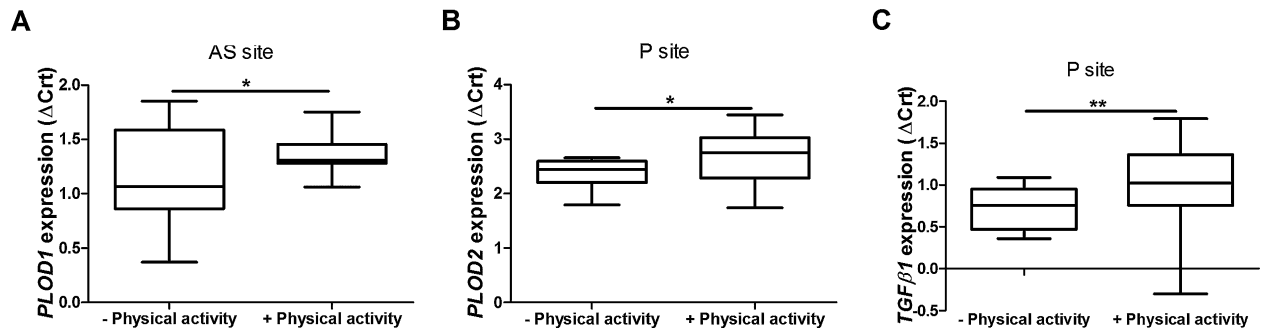 A
AS site
PLOD1 expression (ΔCrt)
2.0
1.5
1.0
0.5
0.0
*
- Physical activity + Physical activity
B
P site
PLOD2 expression (ΔCrt)
4
3
2
1
0
*
- Physical activity + Physical activity
C
P site
TGFβ1 expression (ΔCrt)
2.0
1.5
1.0
0.5
0.0
-0.5
**
- Physical activity + Physical activity